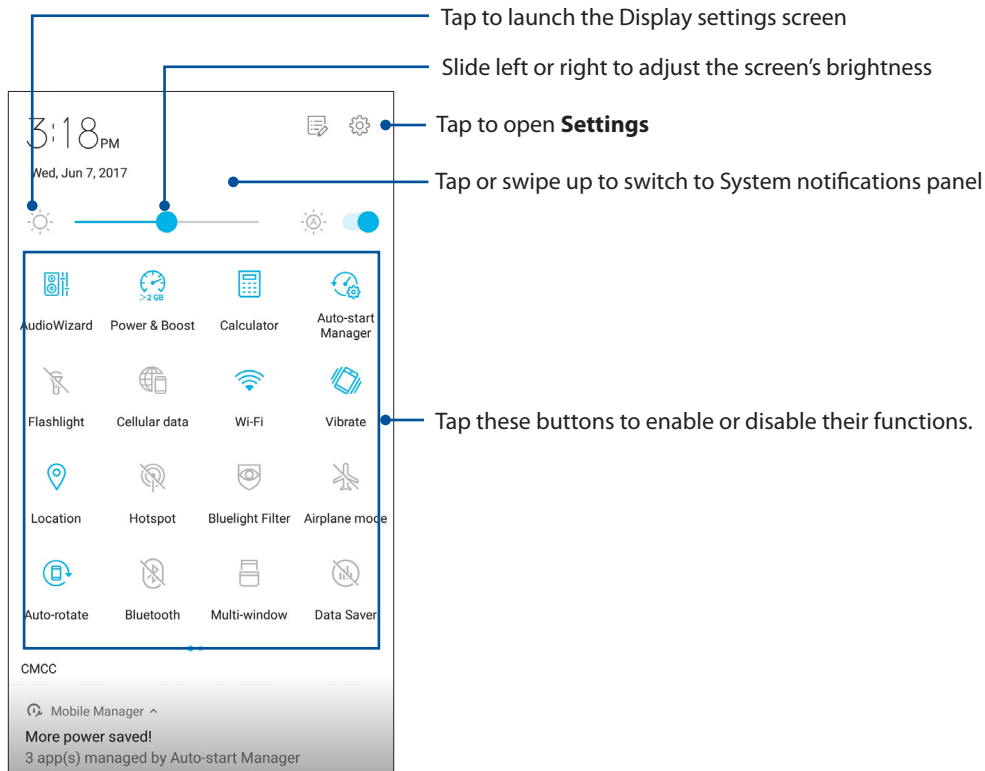 Tap to launch the Display settings screen
Slide left or right to adjust the screen's brightness
3:18 PM
Tap to open Settings
Wed, Jun 7, 2017
Tap or swipe up to switch to System notifications panel
A
>2 GB
AudioWizard Power & Boost Calculator Auto-start Manager
Flashlight Cellular data Wi-Fi Vibrate
Tap these buttons to enable or disable their functions.
Location Hotspot Bluelight Filter Airplane mode
Auto-rotate Bluetooth Multi-window Data Saver
CMCC
Mobile Manager
More power saved!
3 app(s) managed by Auto-start Manager